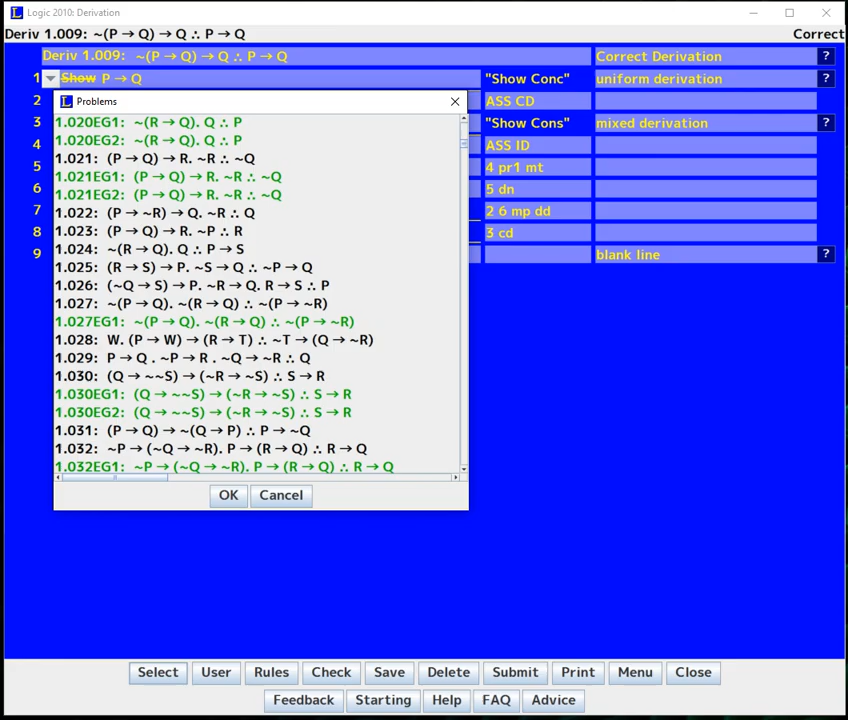 Logic 2010: Derivation
Deriv 1.009: ~(P → Q) → Q ∴ P → Q Correct
Deriv 1.009: ~(P → Q) → Q ∴ P → Q Correct Derivation ?
1 Show P → Q "Show Conc" uniform derivation ?
2 ASS CD
3 "Show Cons" mixed derivation ?
4 ASS ID
5 4 pr1 mt
6 5 dn
7 2 6 mp dd
8 3 cd
9 blank line ?
Problems
1.020EG1: ~(R → Q). Q ∴ P
1.020EG2: ~(R → Q). Q ∴ P
1.021: (P → Q) → R. ~R ∴ ~Q
1.021EG1: (P → Q) → R. ~R ∴ ~Q
1.021EG2: (P → Q) → R. ~R ∴ ~Q
1.022: (P → ~R) → Q. ~R ∴ Q
1.023: (P → Q) → R. ~P ∴ R
1.024: ~(R → Q). Q ∴ P → S
1.025: (R → S) → P. ~S → Q ∴ ~P → Q
1.026: (~Q → S) → P. ~R → Q. R → S ∴ P
1.027: ~(P → Q). ~(R → Q) ∴ ~(P → ~R)
1.027EG1: ~(P → Q). ~(R → Q) ∴ ~(P → ~R)
1.028: W. (P → W) → (R → T) ∴ ~T → (Q → ~R)
1.029: P → Q . ~P → R . ~Q → ~R ∴ Q
1.030: (Q → ~~S) → (~R → ~S) ∴ S → R
1.030EG1: (Q → ~~S) → (~R → ~S) ∴ S → R
1.030EG2: (Q → ~~S) → (~R → ~S) ∴ S → R
1.031: (P → Q) → ~(Q → P) ∴ P → ~Q
1.032: ~P → (~Q → ~R). P → (R → Q) ∴ R → Q
1.032EG1: ~P → (~Q → ~R). P → (R → Q) ∴ R → Q
OK Cancel
Select User Rules Check Save Delete Submit Print Menu Close
Feedback Starting Help FAQ Advice